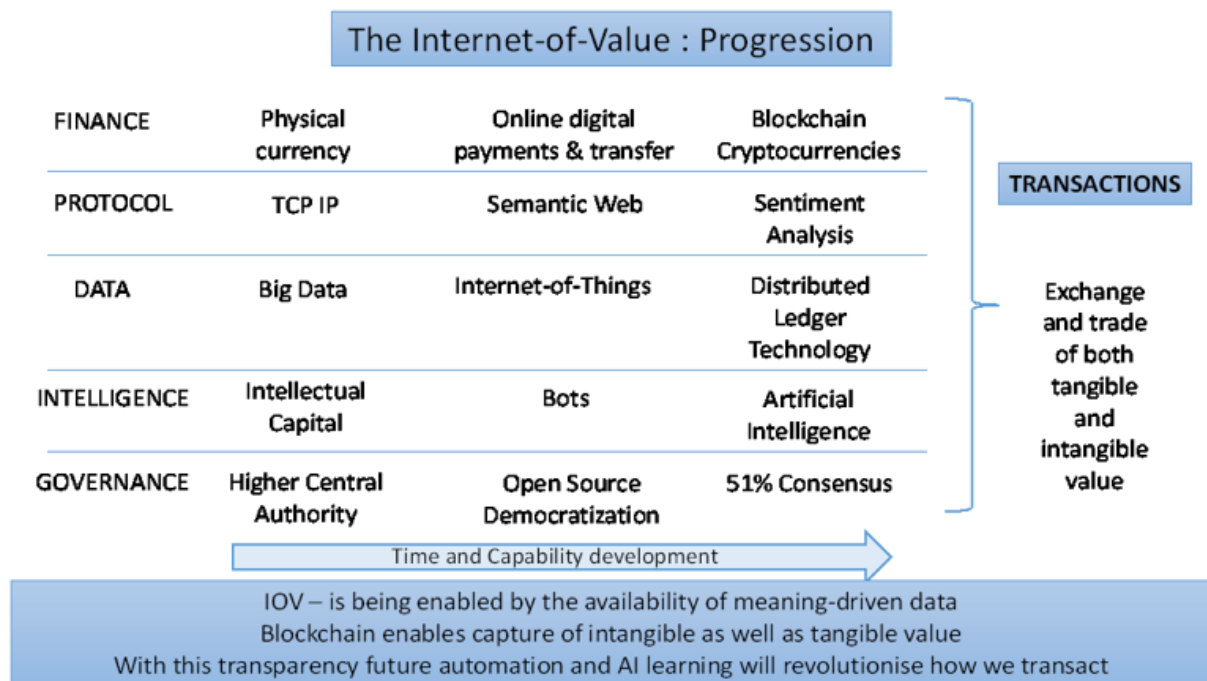 The Internet-of-Value : Progression
FINANCE
Physical
currency
Online digital
payments & transfer
Blockchain
Cryptocurrencies
PROTOCOL
TCP IP
Semantic Web
Sentiment
Analysis
DATA
Big Data
Internet-of-Things
Distributed
Ledger
Technology
INTELLIGENCE
Intellectual
Capital
Bots
Artificial
Intelligence
GOVERNANCE
Higher Central
Authority
Open Source
Democratization
51% Consensus
TRANSACTIONS
Exchange
and trade
of both
tangible
and
intangible
value
Time and Capability development
IOV – is being enabled by the availability of meaning-driven data
Blockchain enables capture of intangible as well as tangible value
With this transparency future automation and AI learning will revolutionise how we transact